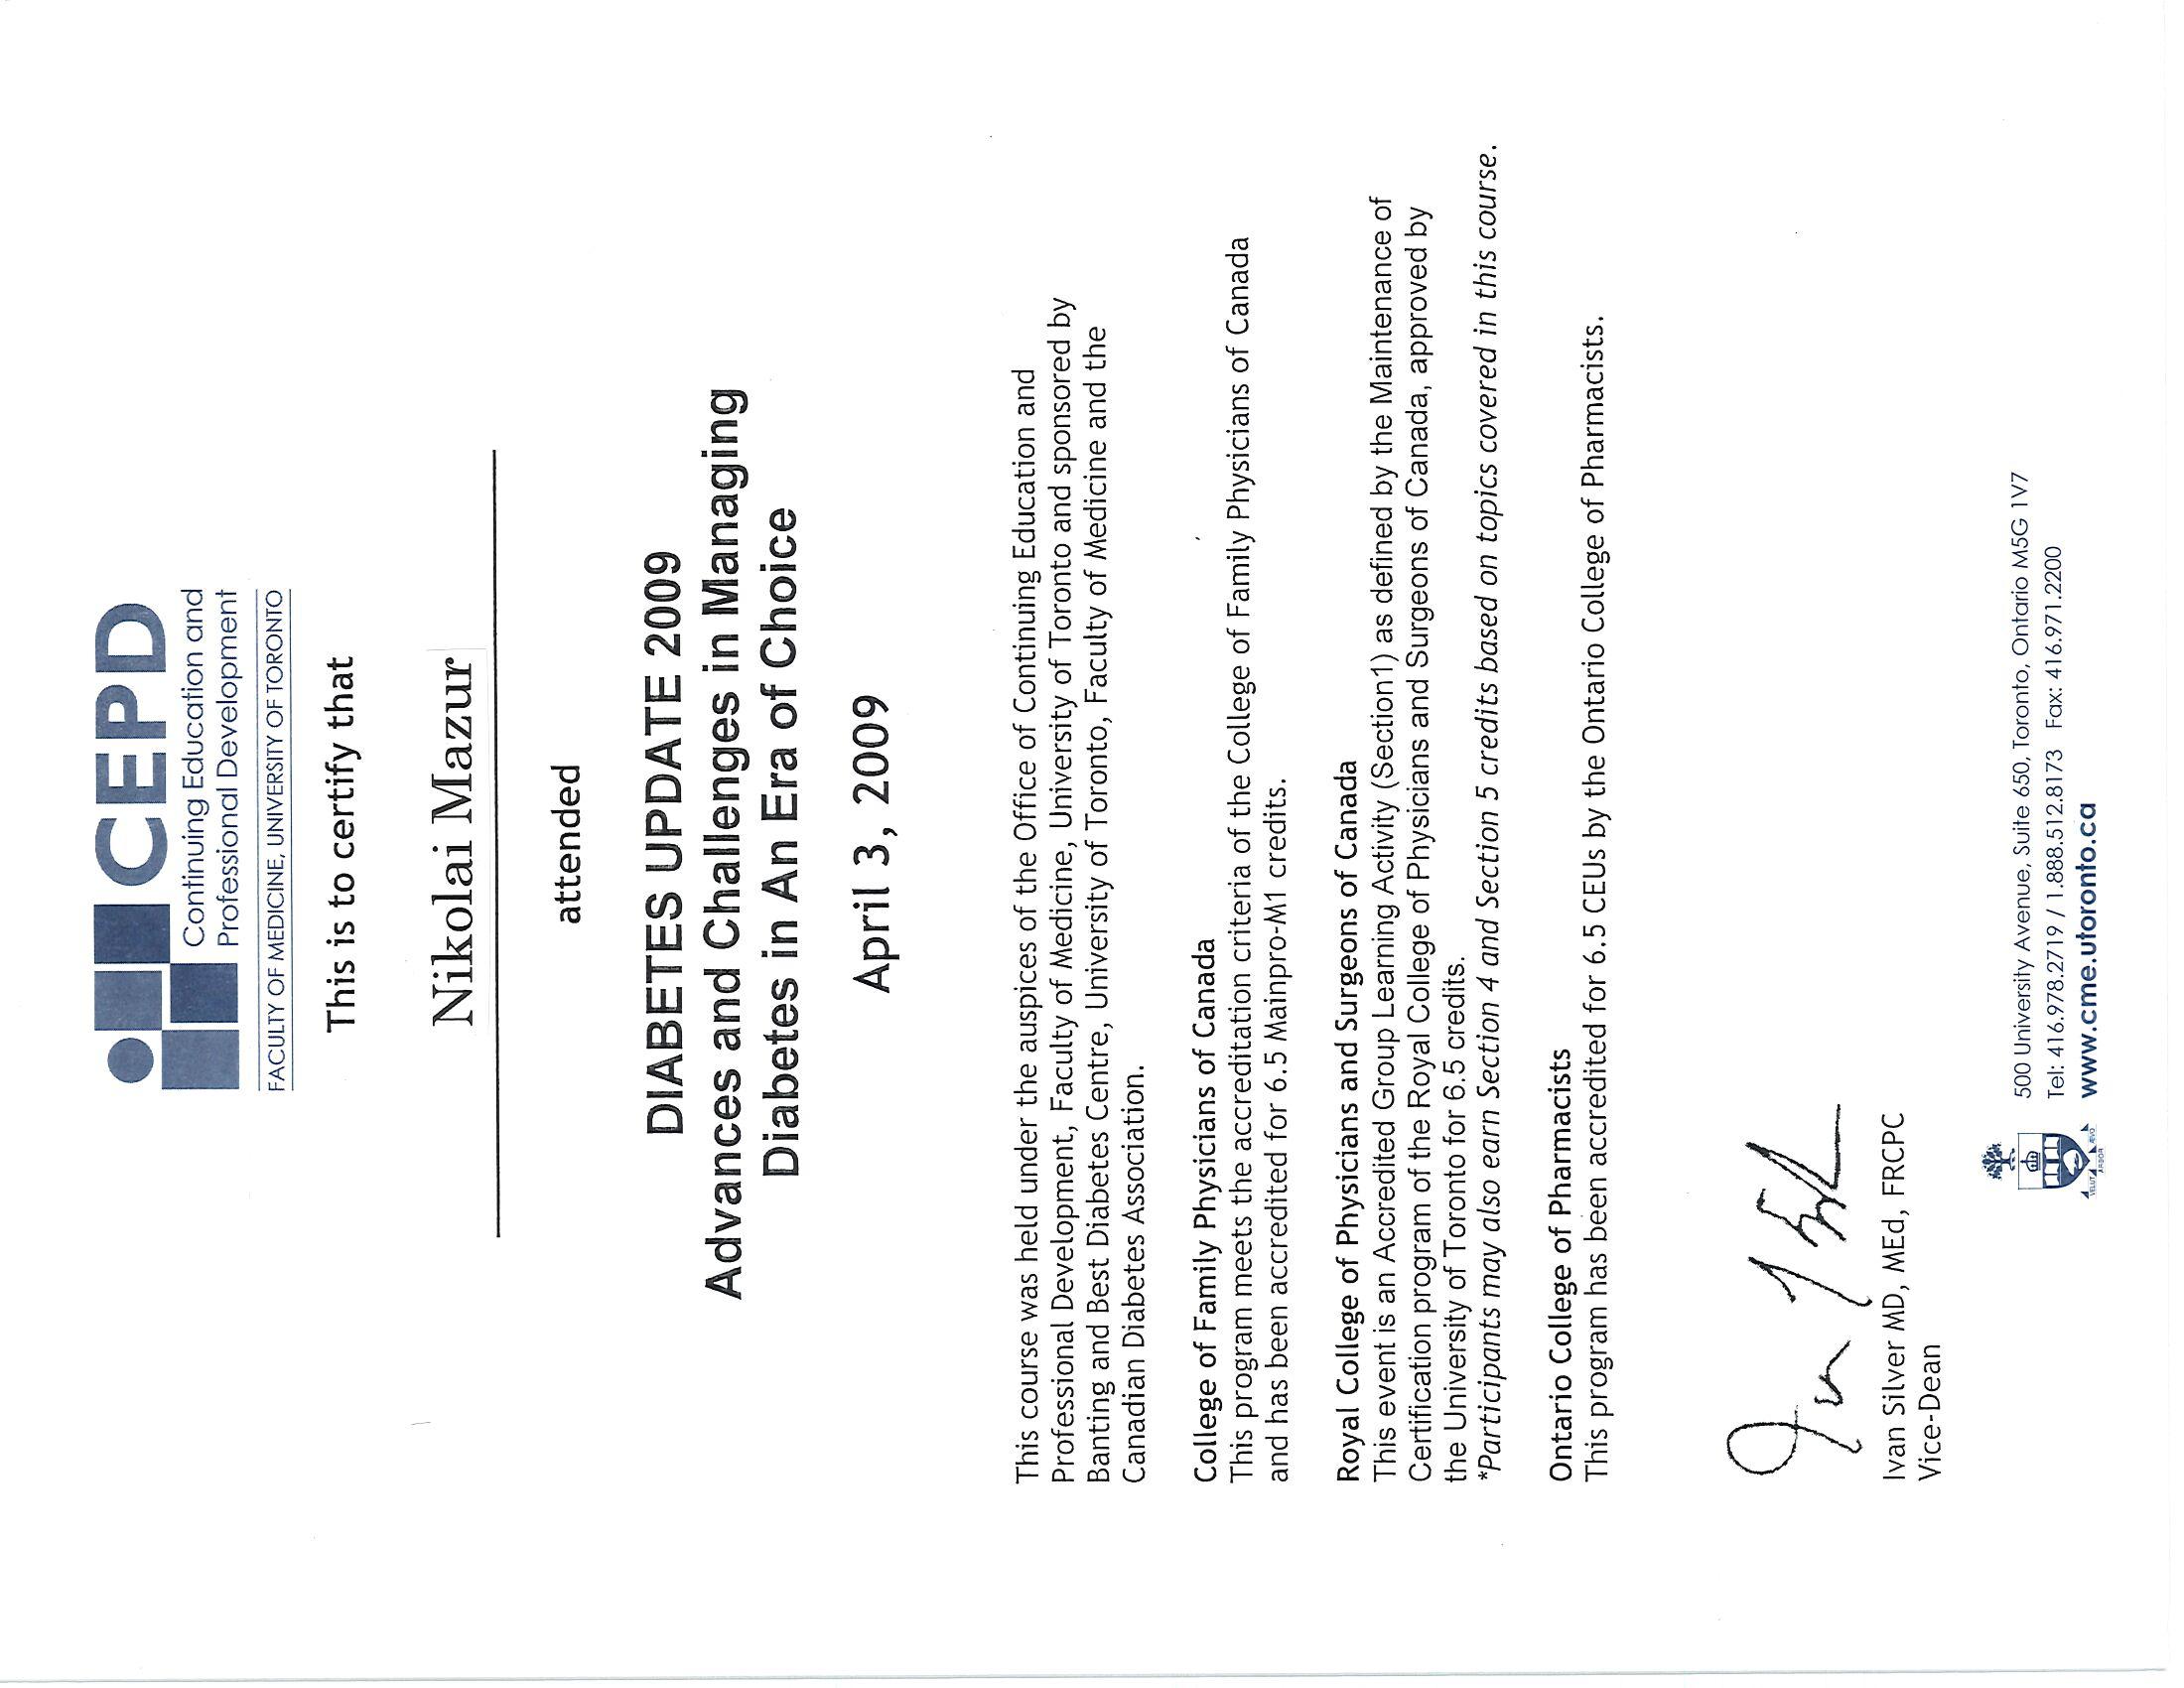 CEPD
Continuing Education and
Professional Development
FACULTY OF MEDICINE, UNIVERSITY OF TORONTO
This is to certify that
Nikolai Mazur
attended
DIABETES UPDATE 2009
Advances and Challenges in Managing
Diabetes in An Era of Choice
April 3, 2009
This course was held under the auspices of the Office of Continuing Education and
Professional Development, Faculty of Medicine, University of Toronto and sponsored by
Banting and Best Diabetes Centre, University of Toronto, Faculty of Medicine and the
Canadian Diabetes Association.
College of Family Physicians of Canada
This program meets the accreditation criteria of the College of Family Physicians of Canada
and has been accredited for 6.5 Mainpro-M1 credits.
Royal College of Physicians and Surgeons of Canada
This event is an Accredited Group Learning Activity (Section1) as defined by the Maintenance of
Certification program of the Royal College of Physicians and Surgeons of Canada, approved by
the University of Toronto for 6.5 credits.
*Participants may also earn Section 4 and Section 5 credits based on topics covered in this course.
Ontario College of Pharmacists
This program has been accredited for 6.5 CEUs by the Ontario College of Pharmacists.
Ivan Silver MD, MEd, FRCPC
Vice-Dean
500 University Avenue, Suite 650, Toronto, Ontario M5G 1V7
Tel: 416.978.2719 / 1.888.512.8173 Fax: 416.971.2200
www.cme.utoronto.ca
VELUT ÆVO
ARBOR